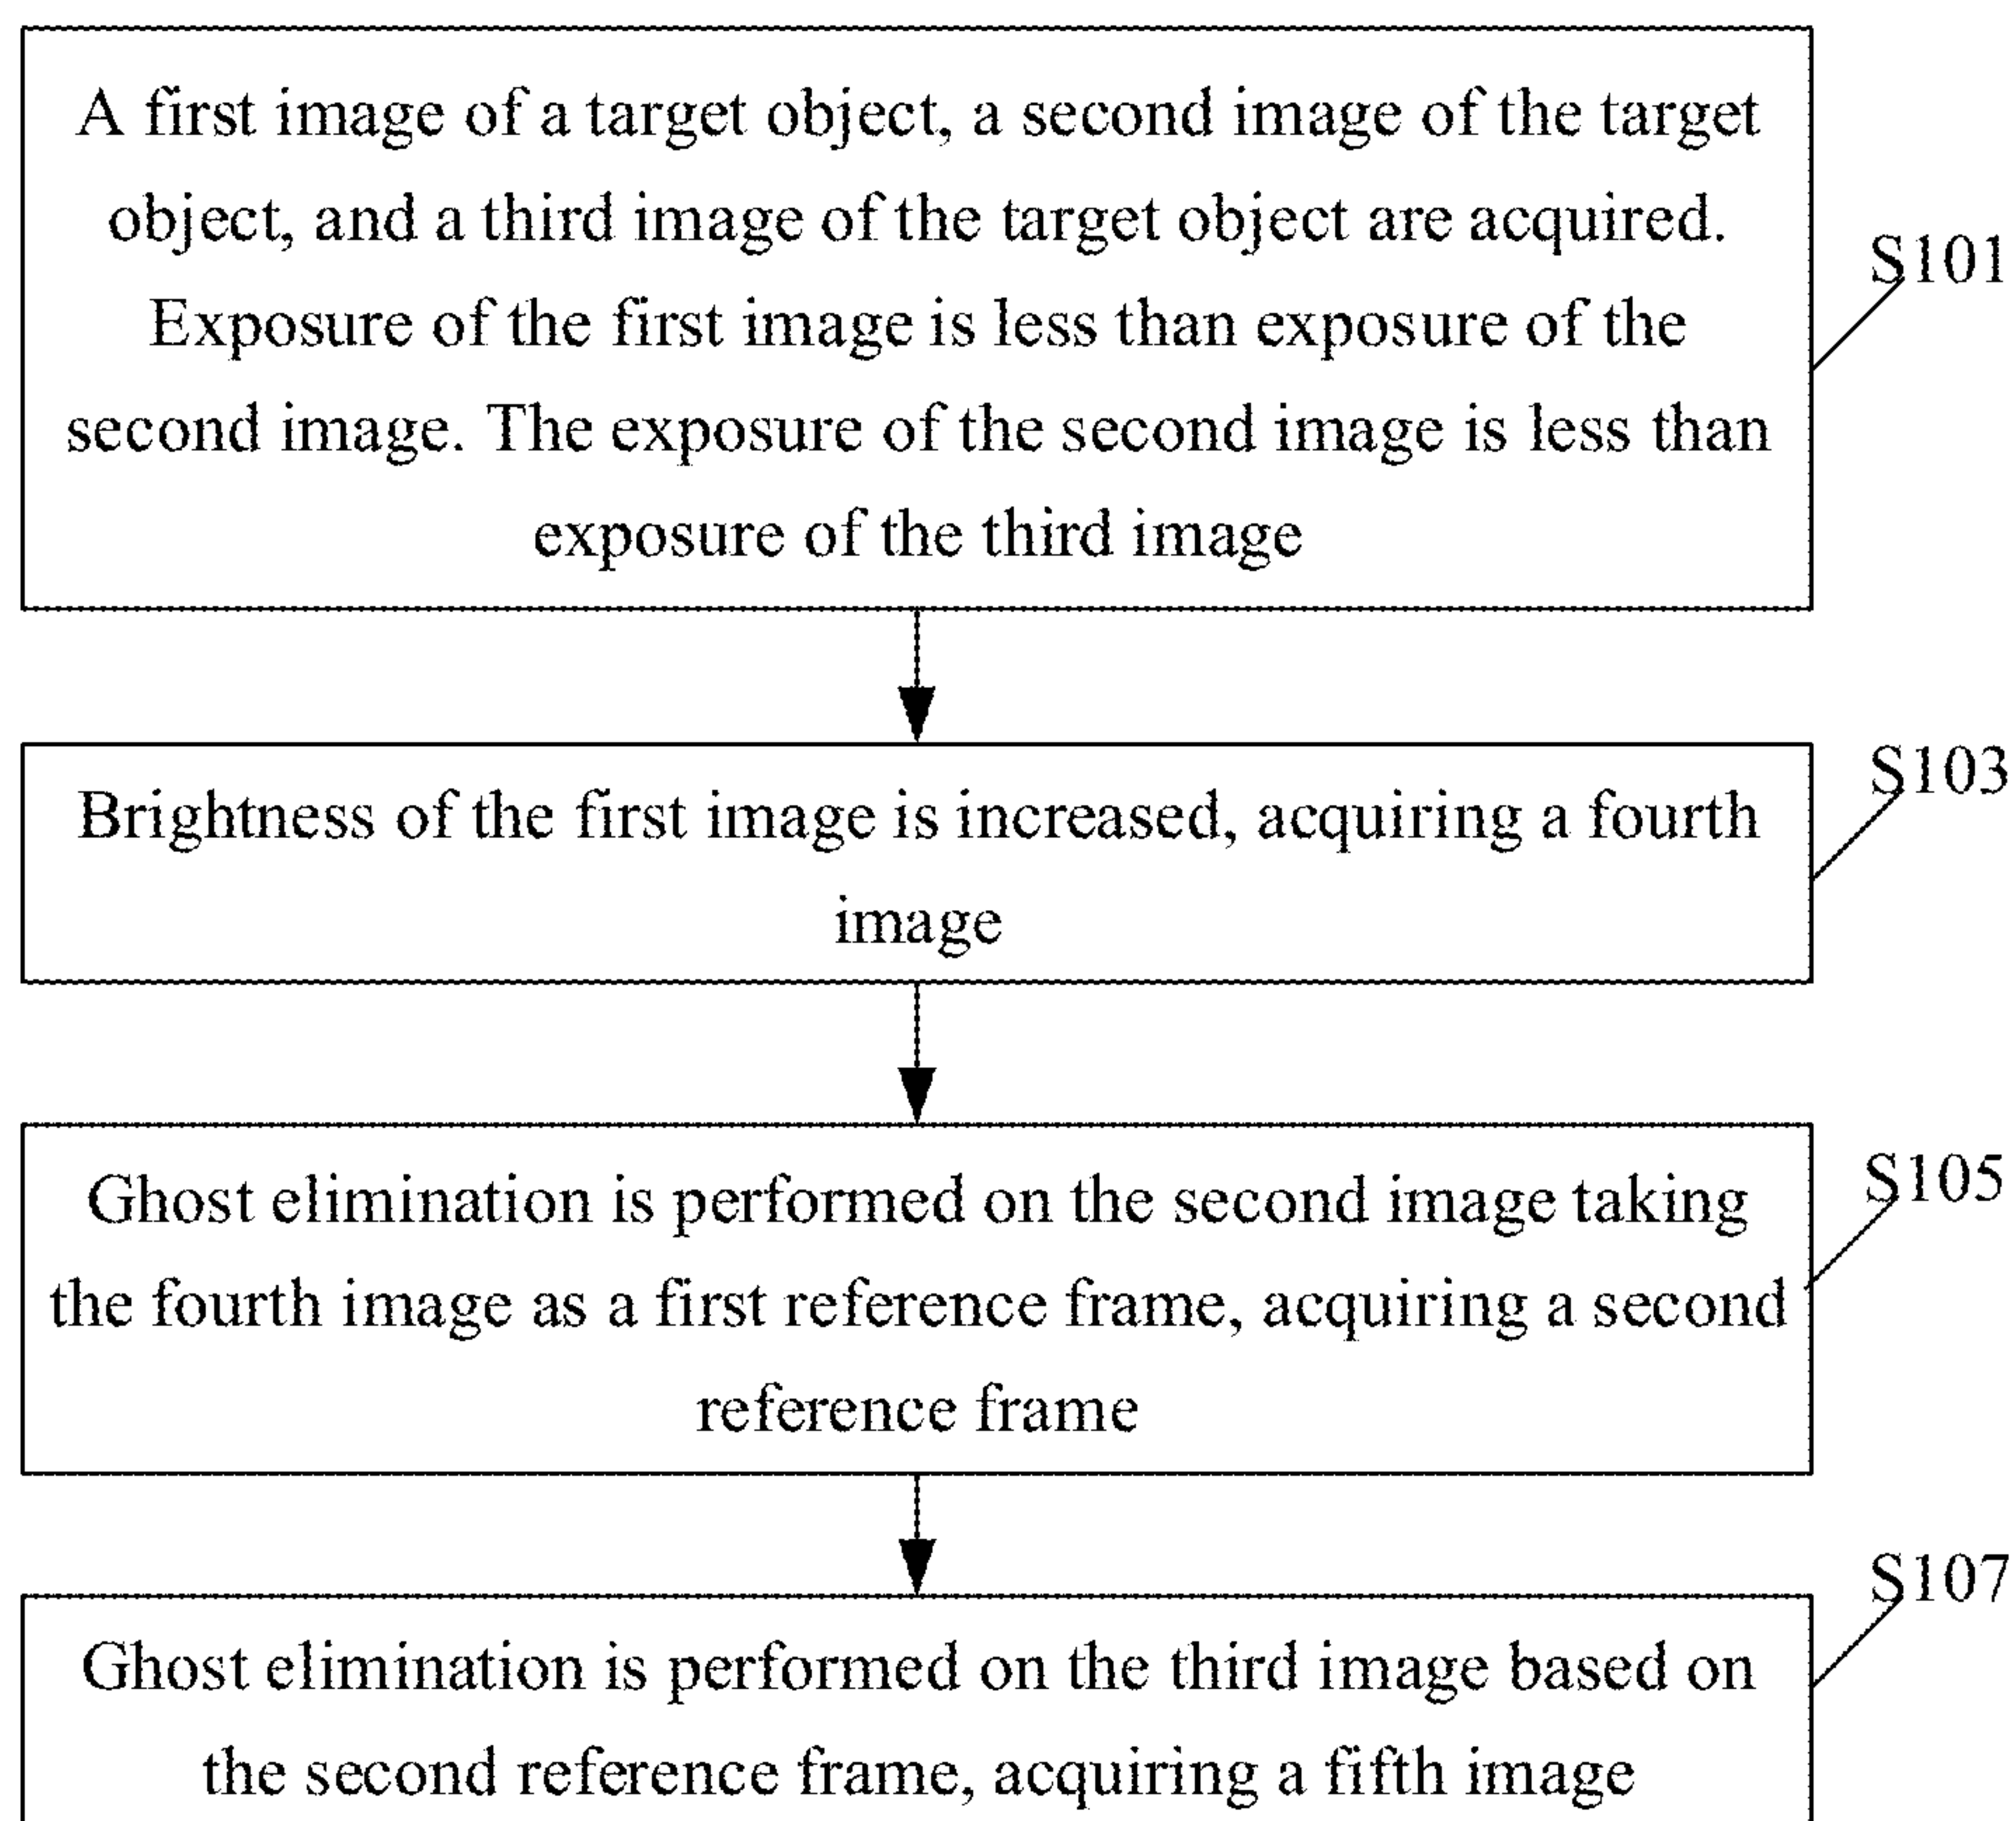 A first image of a target object, a second image of the target
object, and a third image of the target object are acquired.
Exposure of the first image is less than exposure of the
second image. The exposure of the second image is less than
exposure of the third image
S101
Brightness of the first image is increased, acquiring a fourth
image
S103
Ghost elimination is performed on the second image taking
the fourth image as a first reference frame, acquiring a second
reference frame
S105
Ghost elimination is performed on the third image based on
the second reference frame, acquiring a fifth image
S107